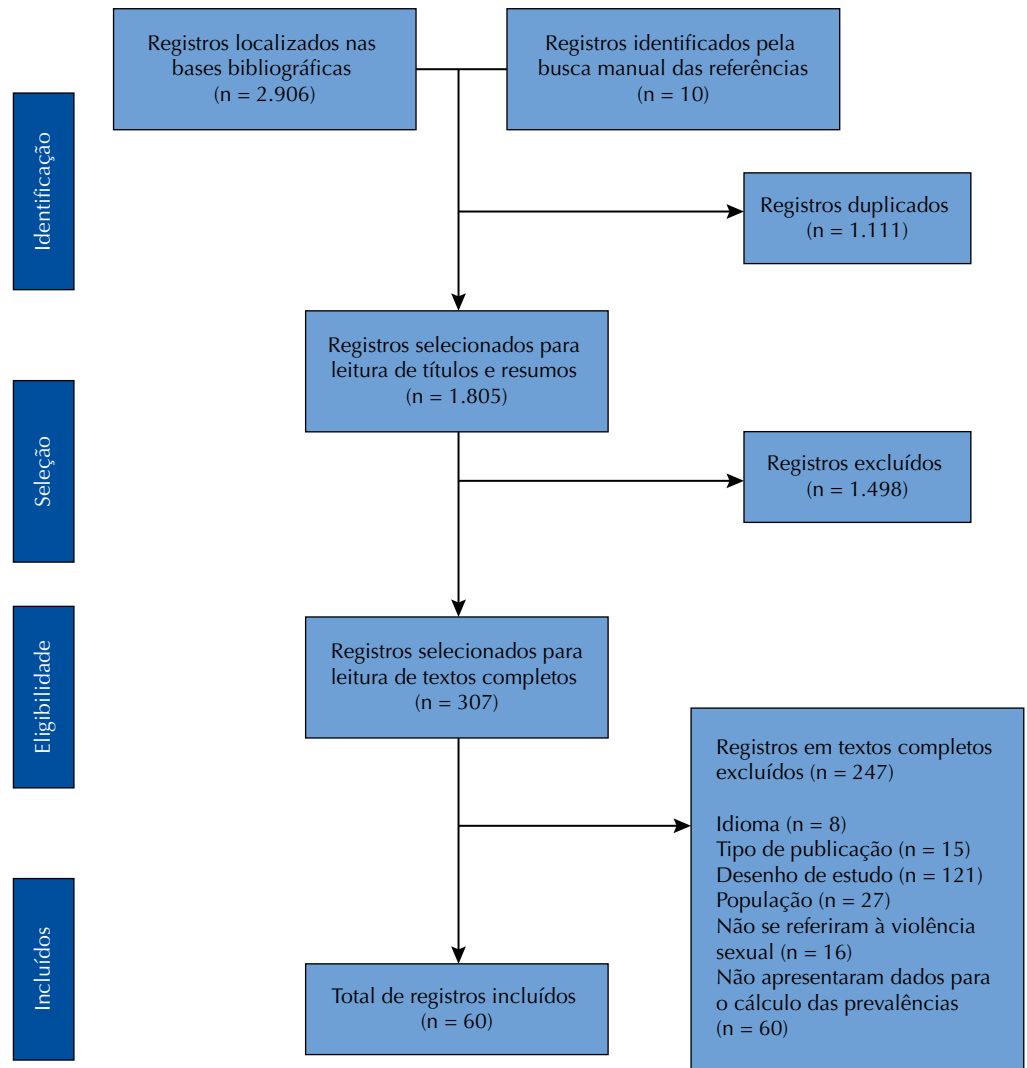 Registros localizados nas
bases bibliográficas
(n = 2.906)
Registros identificados pela
busca manual das referências
(n = 10)
Identificação
Registros duplicados
(n = 1.111)
Registros selecionados para
leitura de títulos e resumos
(n = 1.805)
Seleção
Registros excluídos
(n = 1.498)
Elegibilidade
Registros selecionados para
leitura de textos completos
(n = 307)
Registros em textos completos
excluídos (n = 247)
Idioma (n = 8)
Tipo de publicação (n = 15)
Desenho de estudo (n = 121)
População (n = 27)
Não se referiram à violência
sexual (n = 16)
Não apresentaram dados para
o cálculo das prevalências
(n = 60)
Incluídos
Total de registros incluídos
(n = 60)